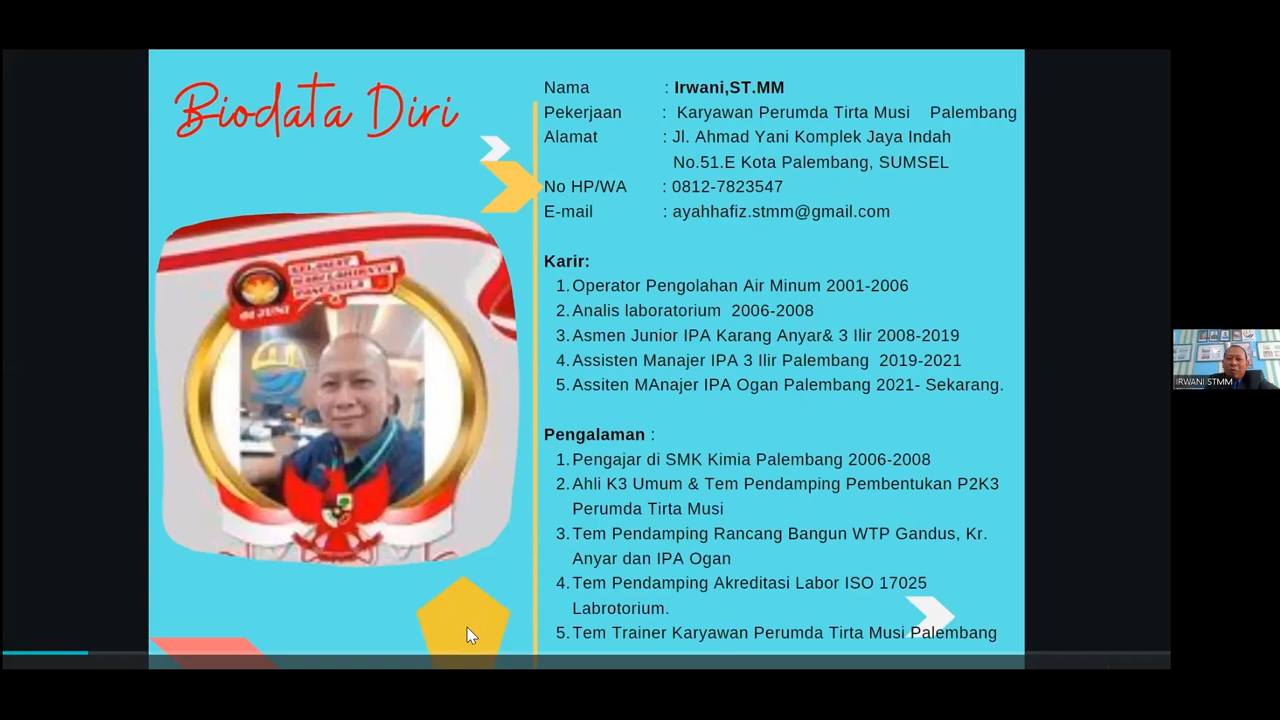 Biodata Diri
Nama : Irwani,ST.MM
Pekerjaan : Karyawan Perumda Tirta Musi Palembang
Alamat : Jl. Ahmad Yani Komplek Jaya Indah
No.51.E Kota Palembang, SUMSEL
No HP/WA : 0812-7823547
E-mail : ayahhafiz.stmm@gmail.com
Karir:
1.Operator Pengolahan Air Minum 2001-2006
2.Analis laboratorium 2006-2008
3.Asmen Junior IPA Karang Anyar& 3 Ilir 2008-2019
4.Assisten Manajer IPA 3 Ilir Palembang 2019-2021
5.Assiten MAnajer IPA Ogan Palembang 2021- Sekarang.
Pengalaman :
1.Pengajar di SMK Kimia Palembang 2006-2008
2.Ahli K3 Umum & Tem Pendamping Pembentukan P2K3
Perumda Tirta Musi
3.Tem Pendamping Rancang Bangun WTP Gandus, Kr.
Anyar dan IPA Ogan
4.Tem Pendamping Akreditasi Labor ISO 17025
Labrotorium.
5.Tem Trainer Karyawan Perumda Tirta Musi Palembang
SELAMAT
HARI LAHIRNYA
PANCASILA
01 JUNI
IRWANI STMM